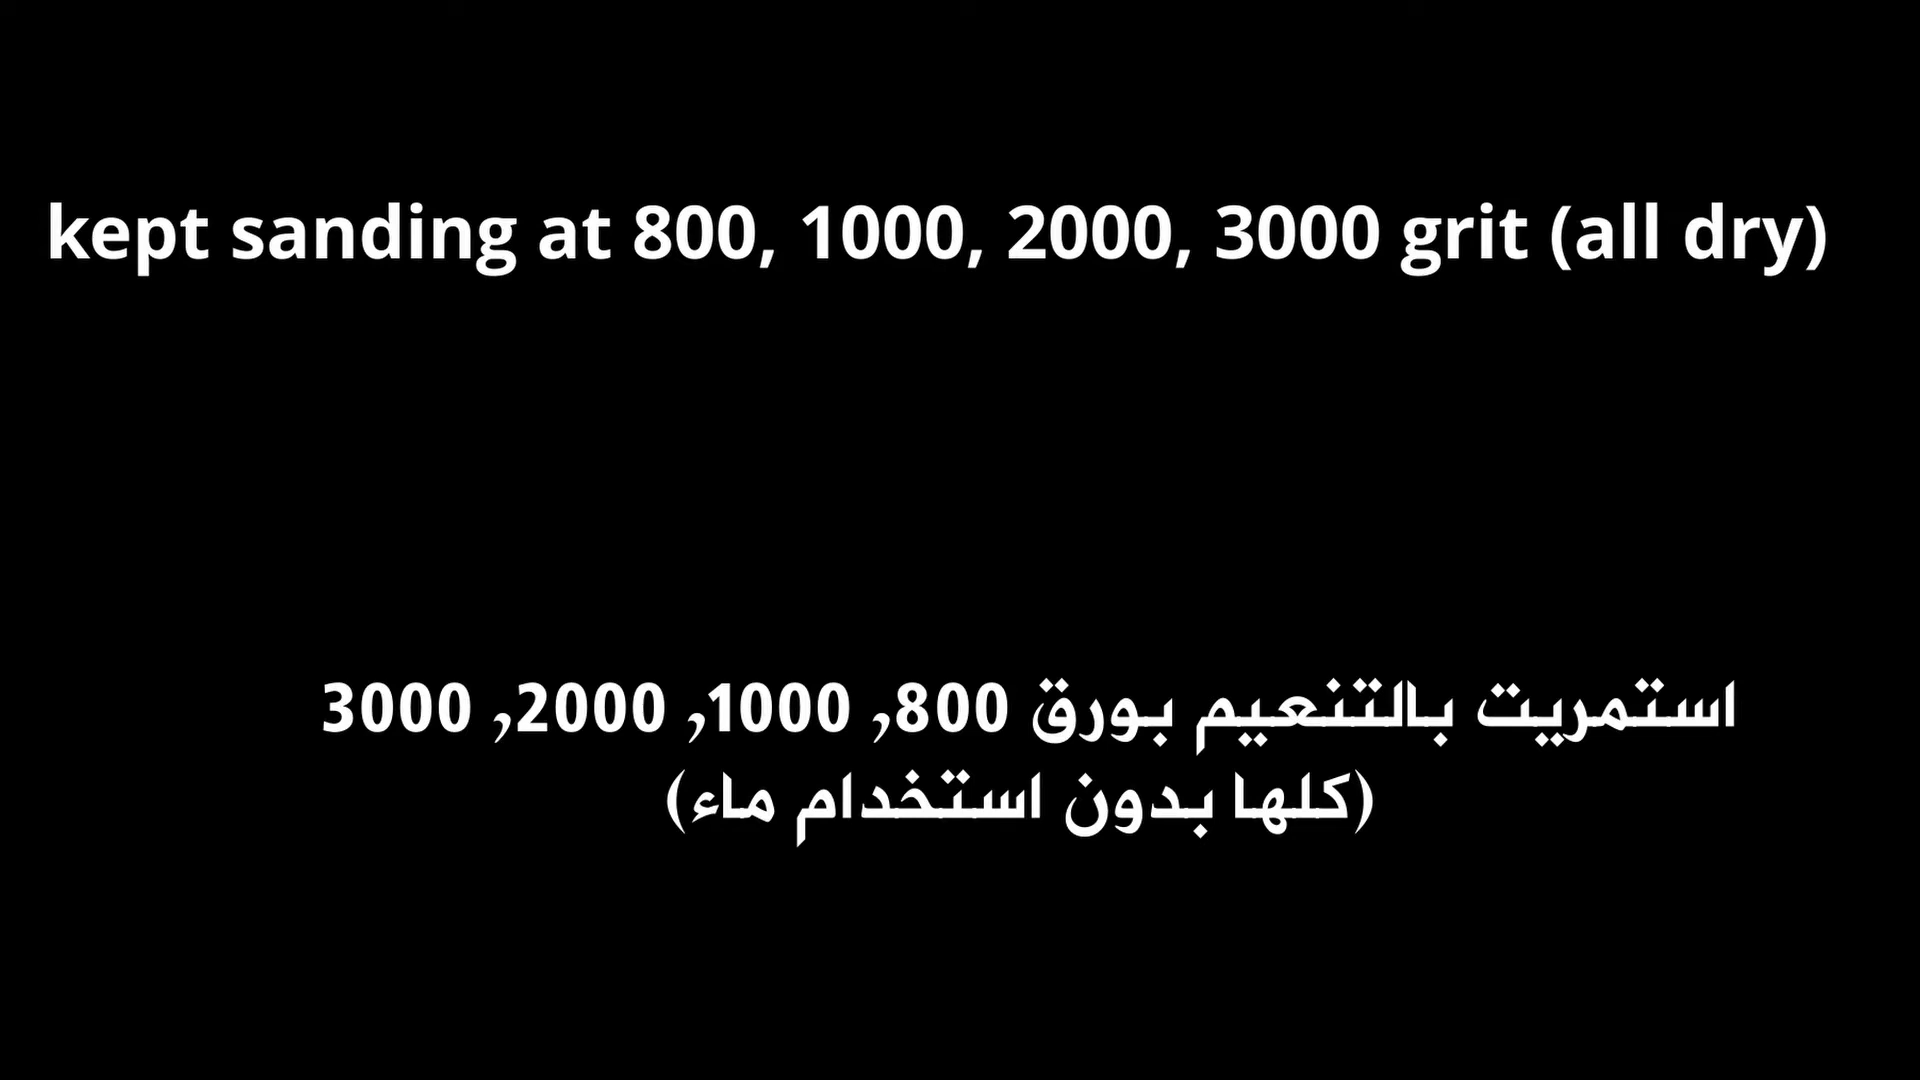 kept sanding at 800, 1000, 2000, 3000 grit (all dry)
استمريت بالتنعيم بورق 800, 1000, 2000, 3000
(كلها بدون استخدام ماء)